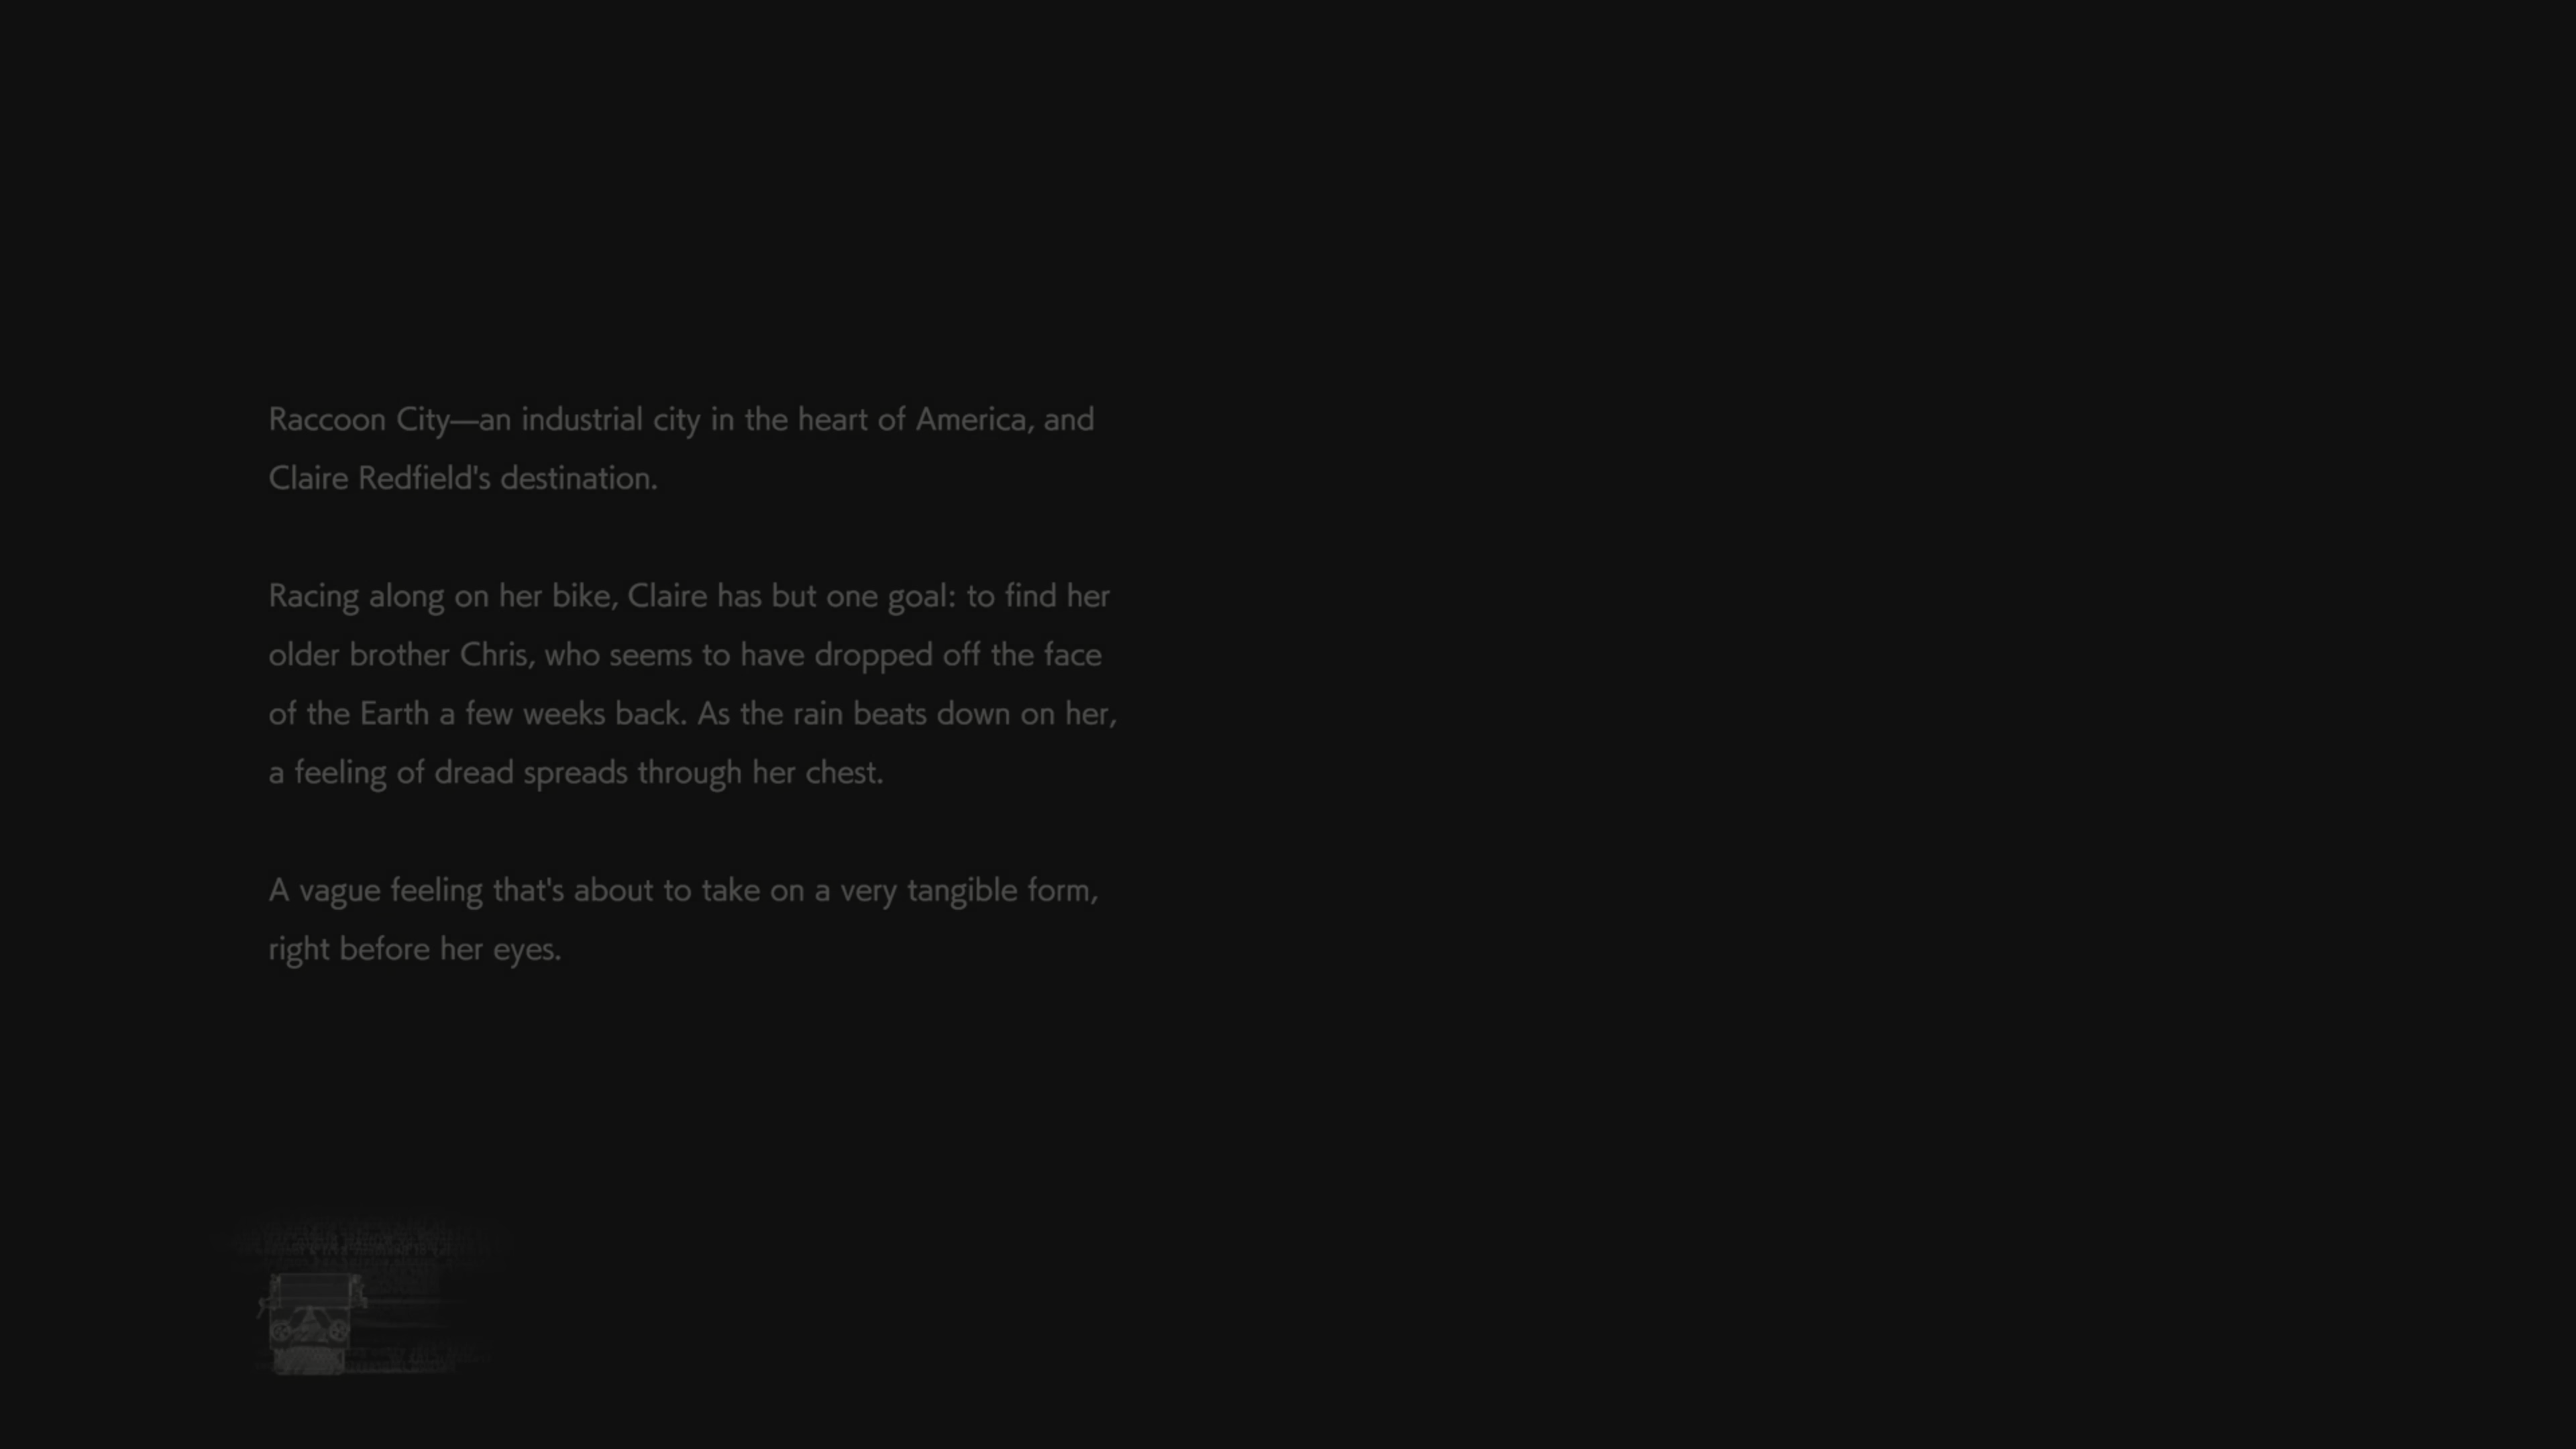 Raccoon City—an industrial city in the heart of America, and
Claire Redfield's destination.
Racing along on her bike, Claire has but one goal: to find her
older brother Chris, who seems to have dropped off the face
of the Earth a few weeks back. As the rain beats down on her,
a feeling of dread spreads through her chest.
A vague feeling that's about to take on a very tangible form,
right before her eyes.